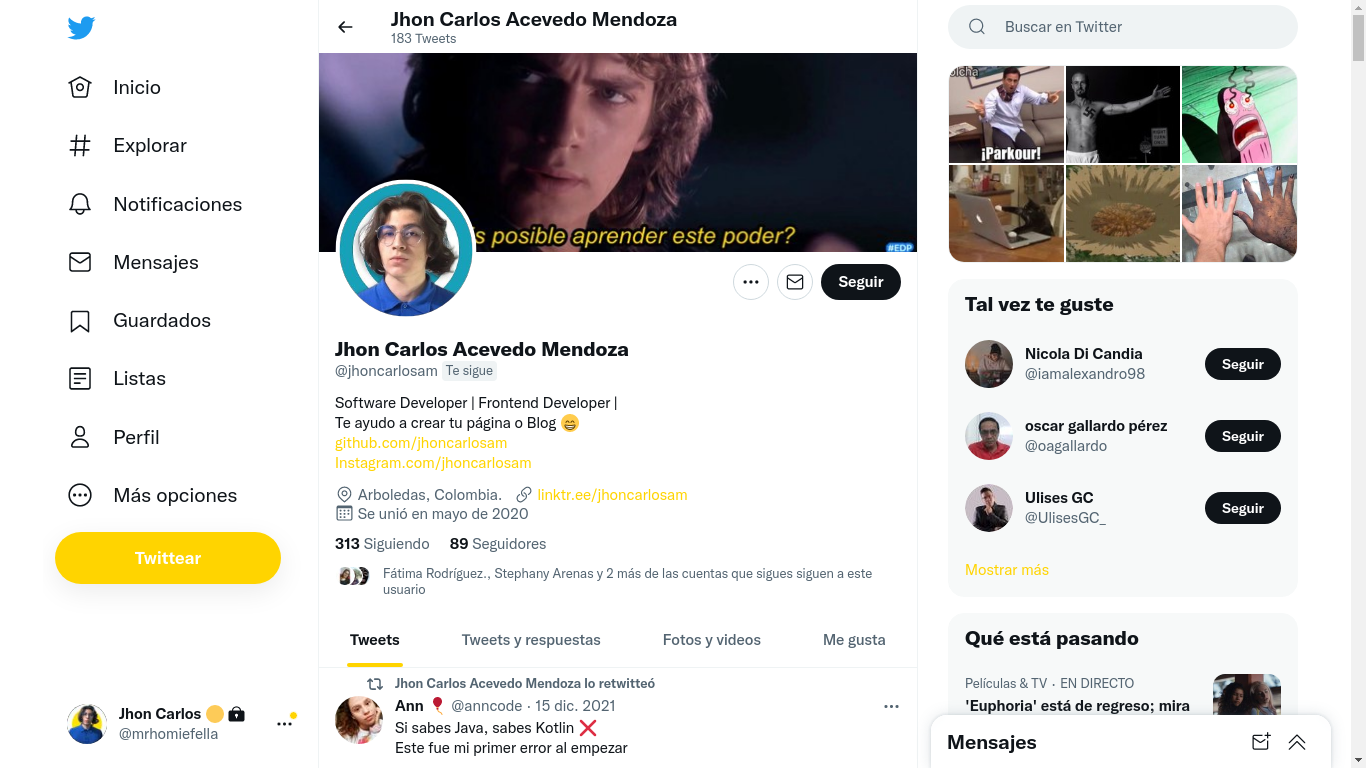 Inicio
Explorar
Notificaciones
Mensajes
Guardados
Listas
Perfil
Más opciones
Twittear
Jhon Carlos
@mrhomiefella
Jhon Carlos Acevedo Mendoza
183 Tweets
s posible aprender este poder?
#EDP
Seguir
Jhon Carlos Acevedo Mendoza
@jhoncarlosam Te sigue
Software Developer | Frontend Developer |
Te ayudo a crear tu página o Blog 😁
github.com/jhoncarlosam
Instagram.com/jhoncarlosam
Arboledas, Colombia. linktr.ee/jhoncarlosam
Se unió en mayo de 2020
313 Siguiendo 89 Seguidores
Fátima Rodríguez., Stephany Arenas y 2 más de las cuentas que sigues siguen a este
usuario
Tweets Tweets y respuestas Fotos y videos Me gusta
Jhon Carlos Acevedo Mendoza lo retwitteó
Ann 🎈 @anncode · 15 dic. 2021
Si sabes Java, sabes Kotlin ❌
Este fue mi primer error al empezar
Buscar en Twitter
olcha
¡Parkour!
Tal vez te guste
Nicola Di Candia
@iamalexandro98
Seguir
oscar gallardo pérez
@oagallardo
Seguir
Ulises GC
@UlisesGC_
Seguir
Mostrar más
Qué está pasando
Películas & TV · EN DIRECTO
'Euphoria' está de regreso; mira
Mensajes